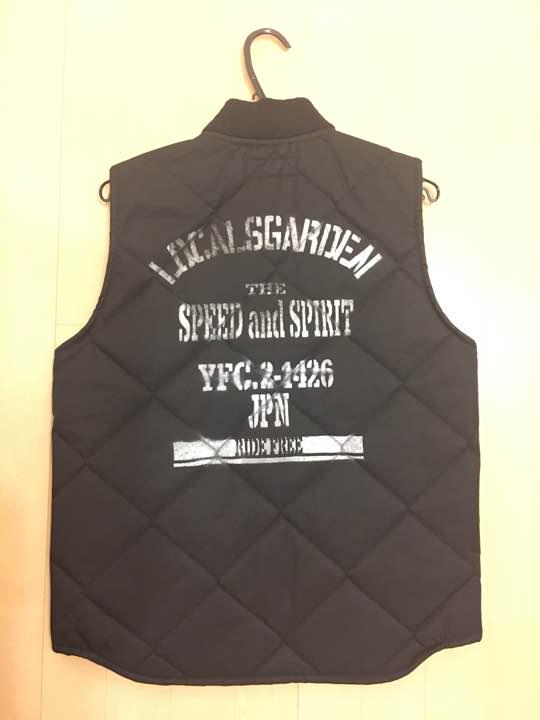 LOCALSGARDEN
THE
SPEED and SPIRIT
YFC.2-1426
JPN
RIDE FREE